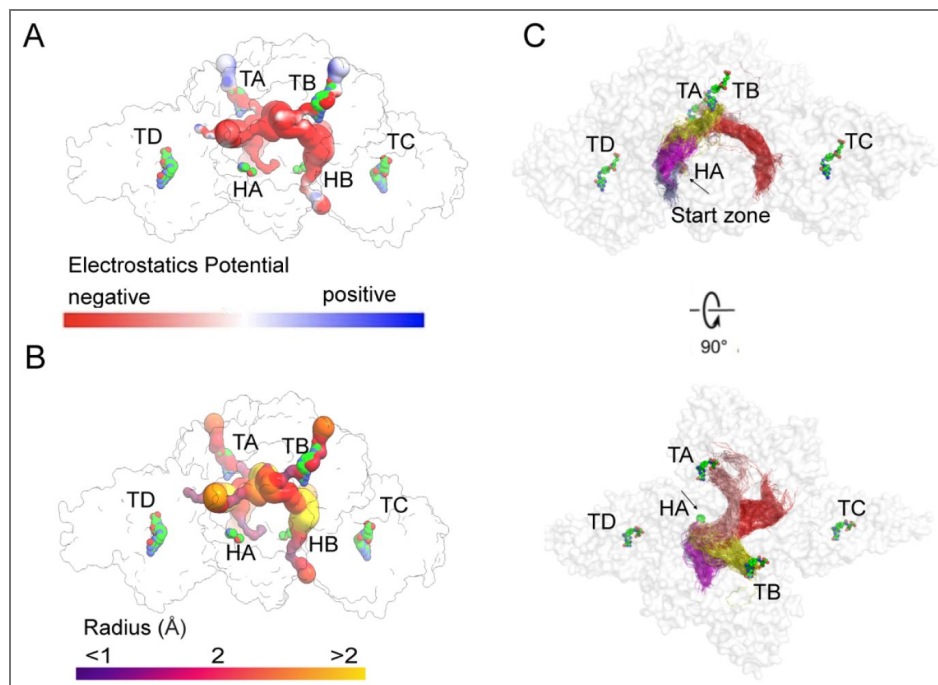 A
TA TB
TD TC
HA HB
Electrostatics Potential
negative positive
B
TA TB
TD TC
HA HB
Radius (Å)
<1 2 >2
C
TA TB
TD TC
HA
Start zone
90°
TA
HA
TD TC
TB